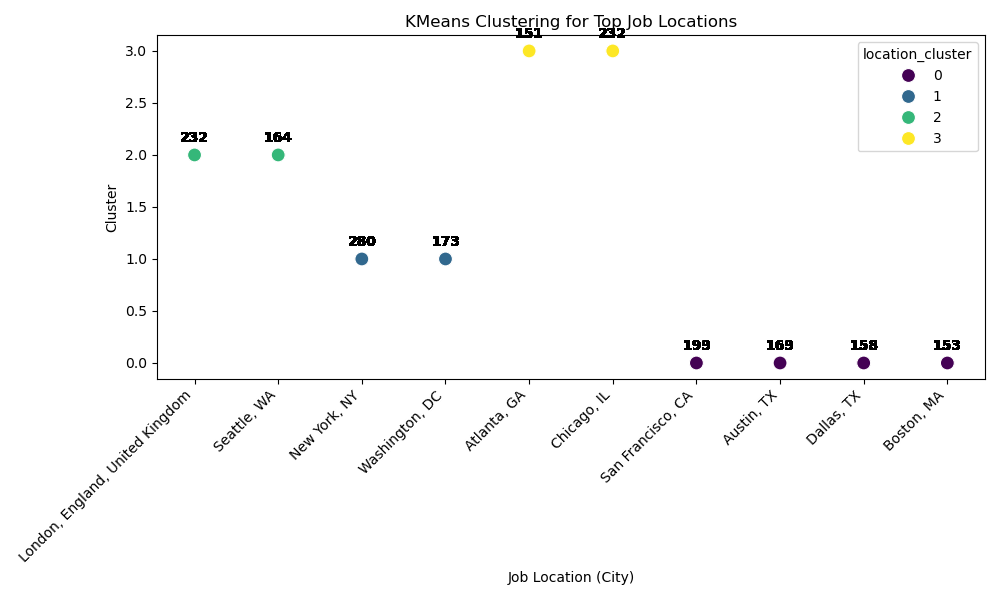 KMeans Clustering for Top Job Locations
151
232
3.0
location_cluster
0
1
2
3
2.5
232
164
2.0
Cluster
1.5
280
173
1.0
0.5
199
169
158
153
0.0
London, England, United Kingdom
Seattle, WA
New York, NY
Washington, DC
Atlanta, GA
Chicago, IL
San Francisco, CA
Austin, TX
Dallas, TX
Boston, MA
Job Location (City)